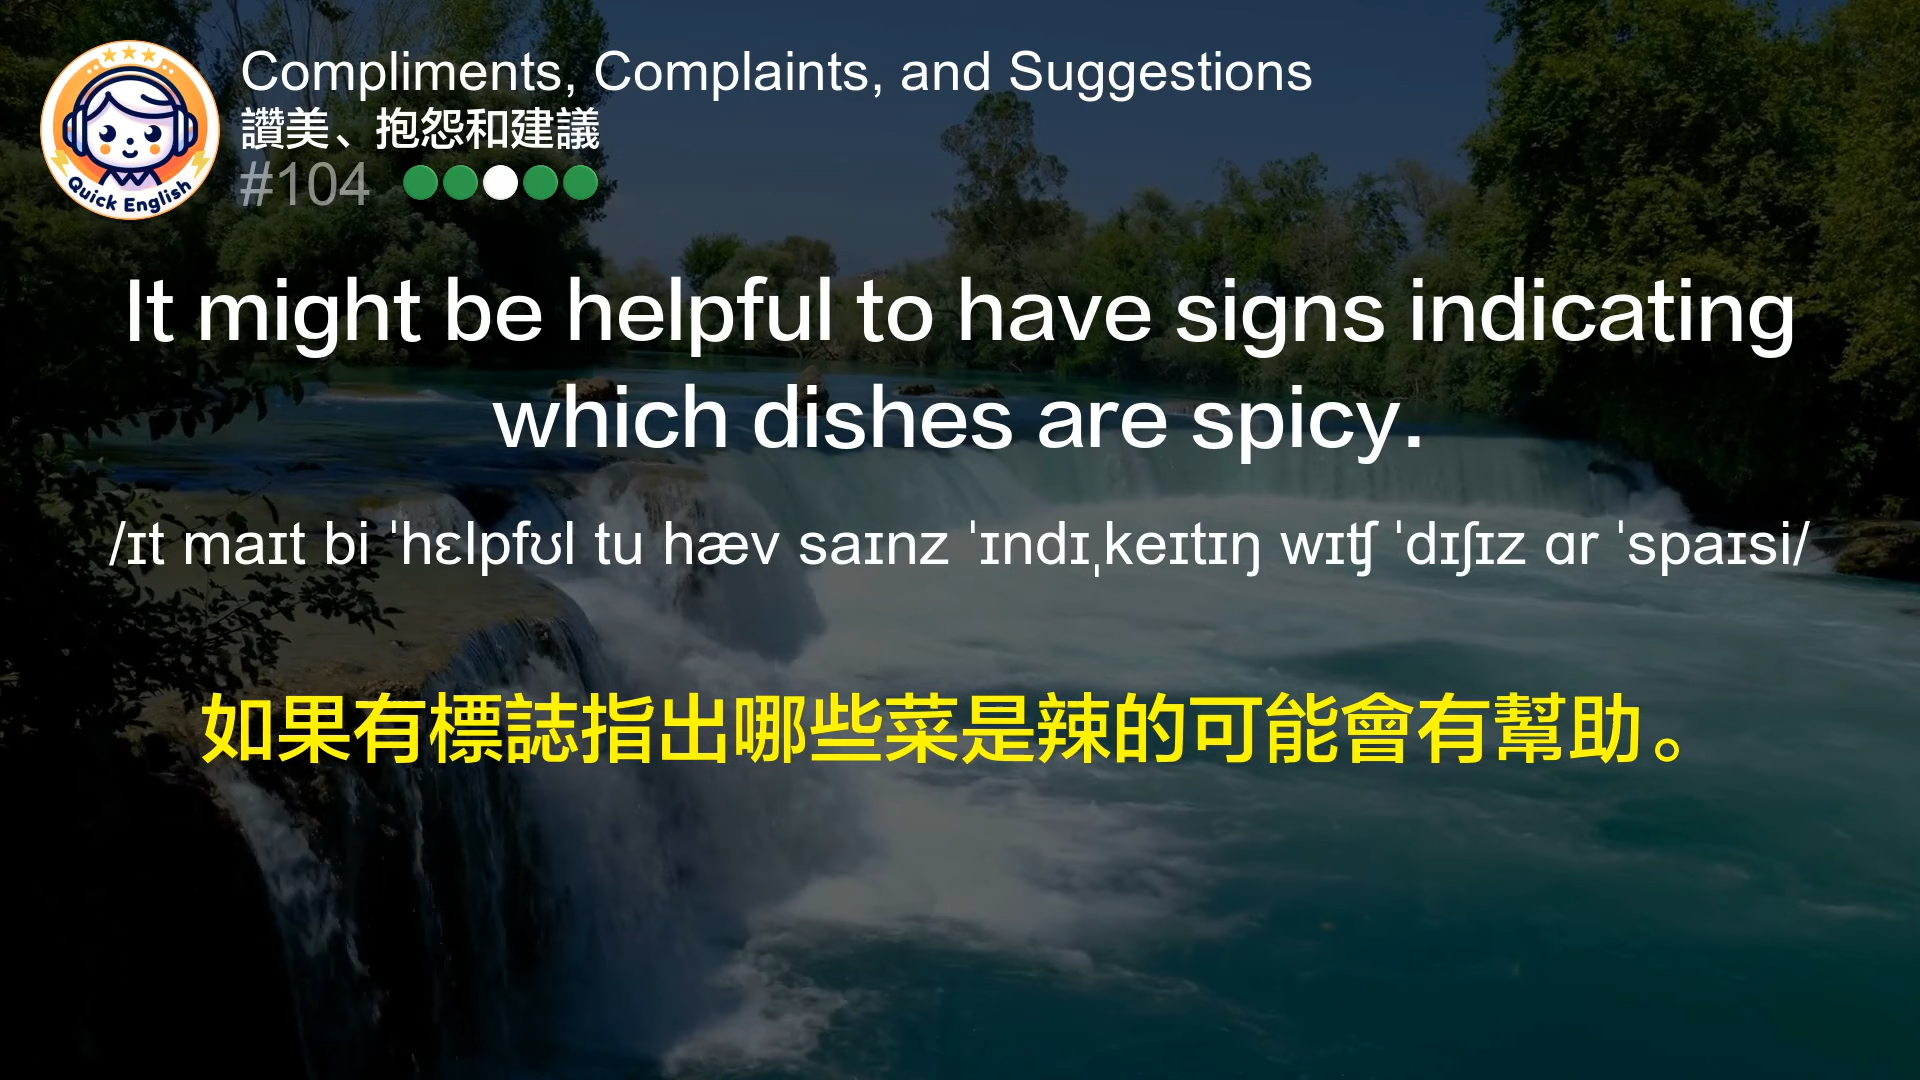 Quick English
Compliments, Complaints, and Suggestions
讚美、抱怨和建議
#104
It might be helpful to have signs indicating
which dishes are spicy.
/ɪt maɪt bi ˈhɛlpfʊl tu hæv saɪnz ˈɪndɪˌkeɪtɪŋ wɪʧ ˈdɪʃɪz ɑr ˈspaɪsi/
如果有標誌指出哪些菜是辣的可能會有幫助。